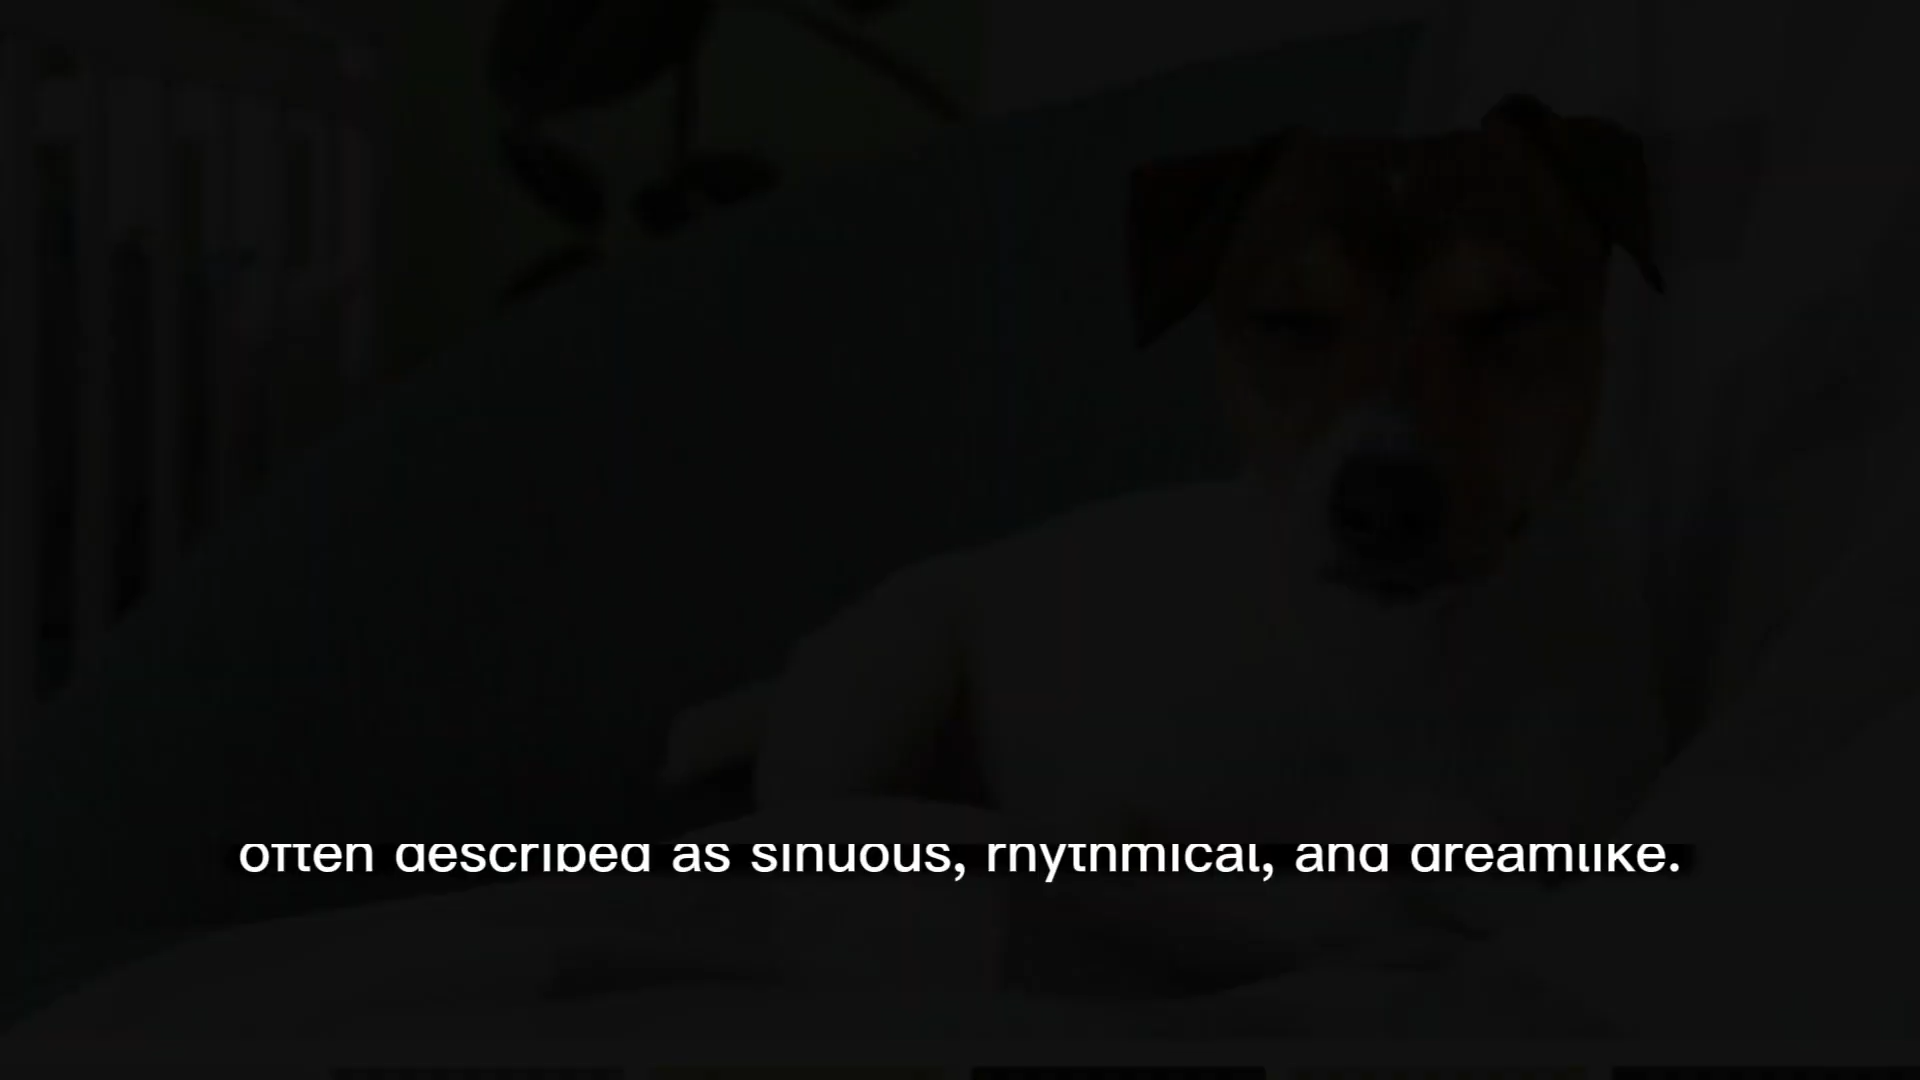 often described as sinuous, rhythmical, and dreamlike.